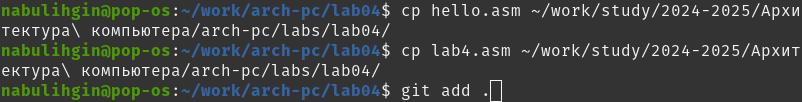 nabulihgin@pop-os:~/work/arch-pc/lab04$ cp hello.asm ~/work/study/2024-2025/Архи
тектура\ компьютера/arch-pc/labs/lab04/
nabulihgin@pop-os:~/work/arch-pc/lab04$ cp lab4.asm ~/work/study/2024-2025/Архит
ектура\ компьютера/arch-pc/labs/lab04/
nabulihgin@pop-os:~/work/arch-pc/lab04$ git add .